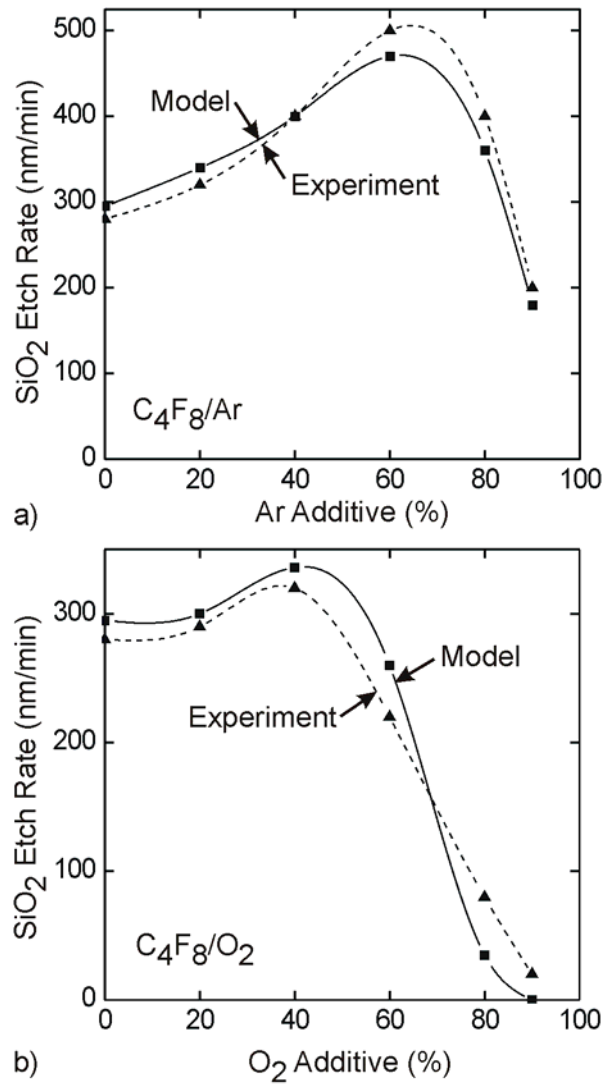 500
400
300
200
100
0
SiO2 Etch Rate (nm/min)
Model
Experiment
C4F8/Ar
0 20 40 60 80 100
a)
Ar Additive (%)
300
200
100
0
SiO2 Etch Rate (nm/min)
Model
Experiment
C4F8/O2
0 20 40 60 80 100
b)
O2 Additive (%)